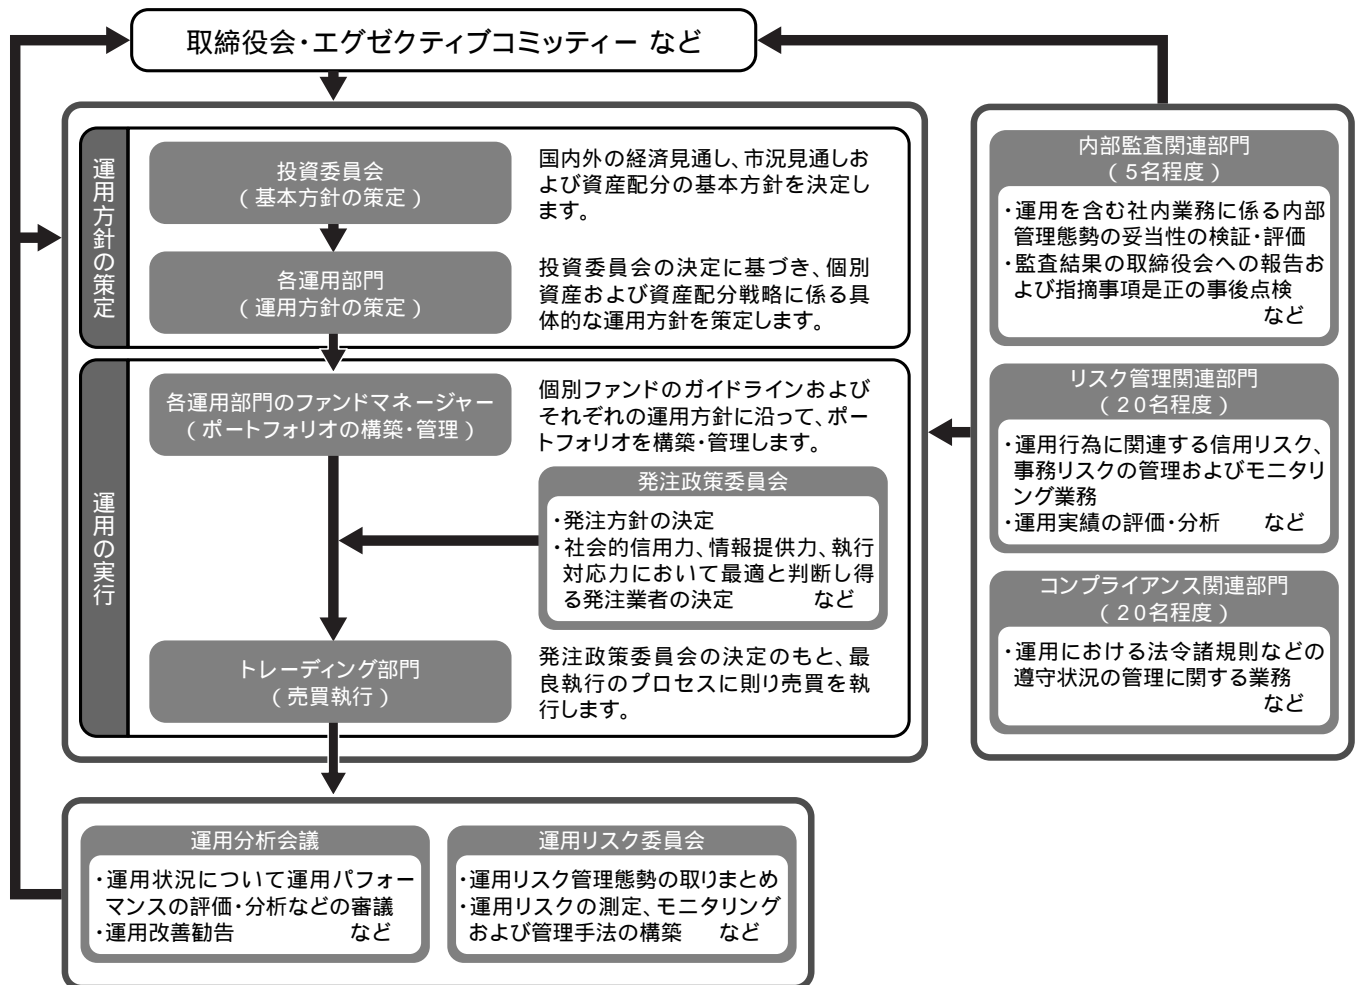 取締役会・エグゼクティブコミッティー など
運用方針の策定
投資委員会
（基本方針の策定）
国内外の経済見通し、市況見通しお
よび資産配分の基本方針を決定し
ます。
各運用部門
（運用方針の策定）
投資委員会の決定に基づき、個別
資産および資産配分戦略に係る具
体的な運用方針を策定します。
運用の実行
各運用部門のファンドマネージャー
（ポートフォリオの構築・管理）
個別ファンドのガイドラインおよび
それぞれの運用方針に沿って、ポー
トフォリオを構築・管理します。
発注政策委員会
・発注方針の決定
・社会的信用力、情報提供力、執行
対応力において最適と判断し得
る発注業者の決定 など
トレーディング部門
（売買執行）
発注政策委員会の決定のもと、最
良執行のプロセスに則り売買を執
行します。
内部監査関連部門
（5名程度）
・運用を含む社内業務に係る内部
管理態勢の妥当性の検証・評価
・監査結果の取締役会への報告お
よび指摘事項是正の事後点検
など
リスク管理関連部門
（20名程度）
・運用行為に関連する信用リスク、
事務リスクの管理およびモニタリ
ング業務
・運用実績の評価・分析 など
コンプライアンス関連部門
（20名程度）
・運用における法令諸規則などの
遵守状況の管理に関する業務
など
運用分析会議
・運用状況について運用パフォー
マンスの評価・分析などの審議
・運用改善勧告 など
運用リスク委員会
・運用リスク管理態勢の取りまとめ
・運用リスクの測定、モニタリング
および管理手法の構築 など